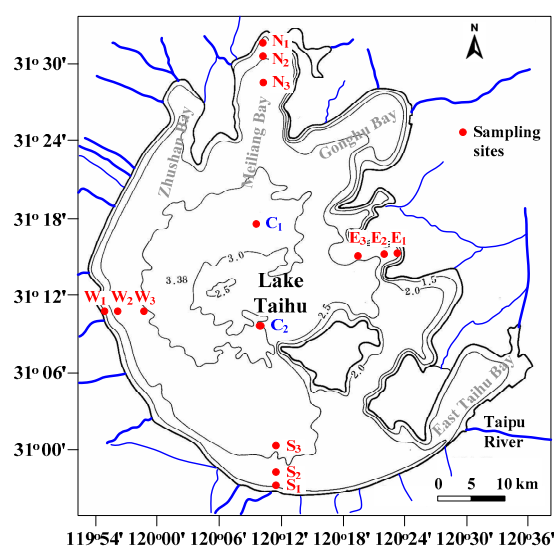 N
N1
N2
31° 30'
N3
Zhushan Bay
Meiliang Bay
Gonghu Bay
Sampling
sites
31° 24'
31° 18'
C1
E3 E2 E1
3.0
3.38
2.5
Lake
Taihu
1.5
2.0
W1 W2 W3
31° 12'
C2
2.5
2.0
31° 06'
East Taihu Bay
Taipu
River
31° 00'
S3
S2
S1
0 5 10 km
119°54' 120°00' 120°12' 120°18' 120°24' 120°30' 120°36'